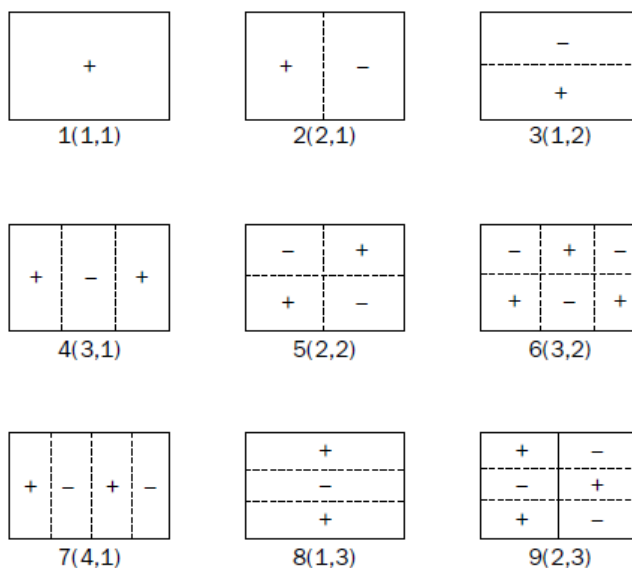 +
+ −
−
+
1(1,1) 2(2,1) 3(1,2)
+ − +
− +
+ −
− + −
+ − +
4(3,1) 5(2,2) 6(3,2)
+ − + −
+
−
+
+ −
− +
+ −
7(4,1) 8(1,3) 9(2,3)